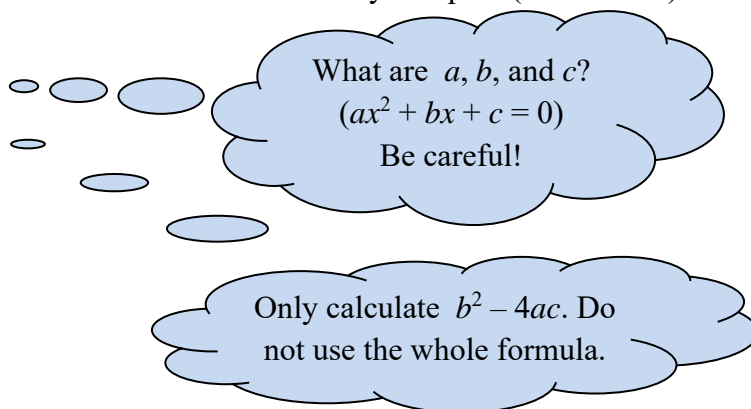 What are a, b, and c?
(ax² + bx + c = 0)
Be careful!
Only calculate b² – 4ac. Do
not use the whole formula.